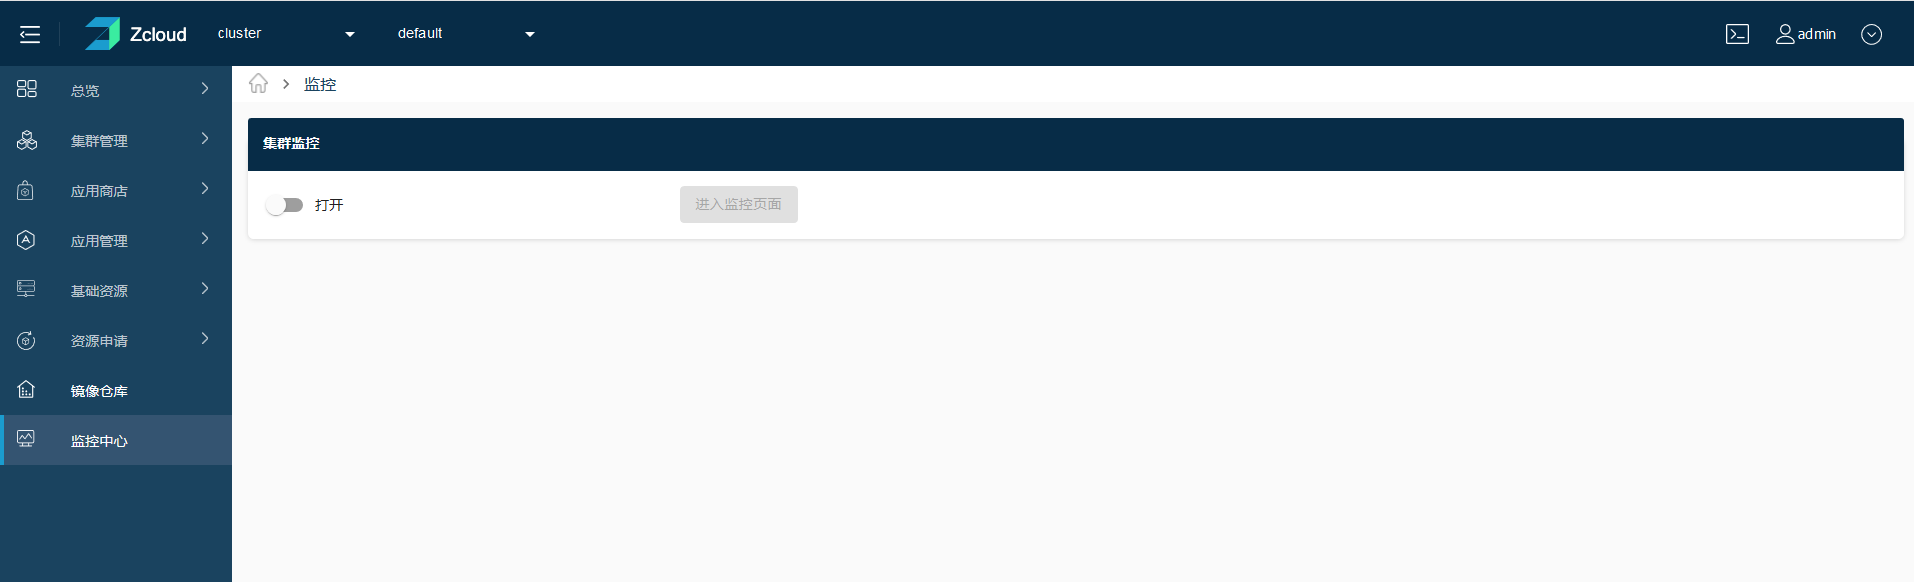 Zcloud cluster default admin
监控
总览
集群管理
应用商店
应用管理
基础资源
资源申请
镜像仓库
监控中心
集群监控
打开 进入监控页面